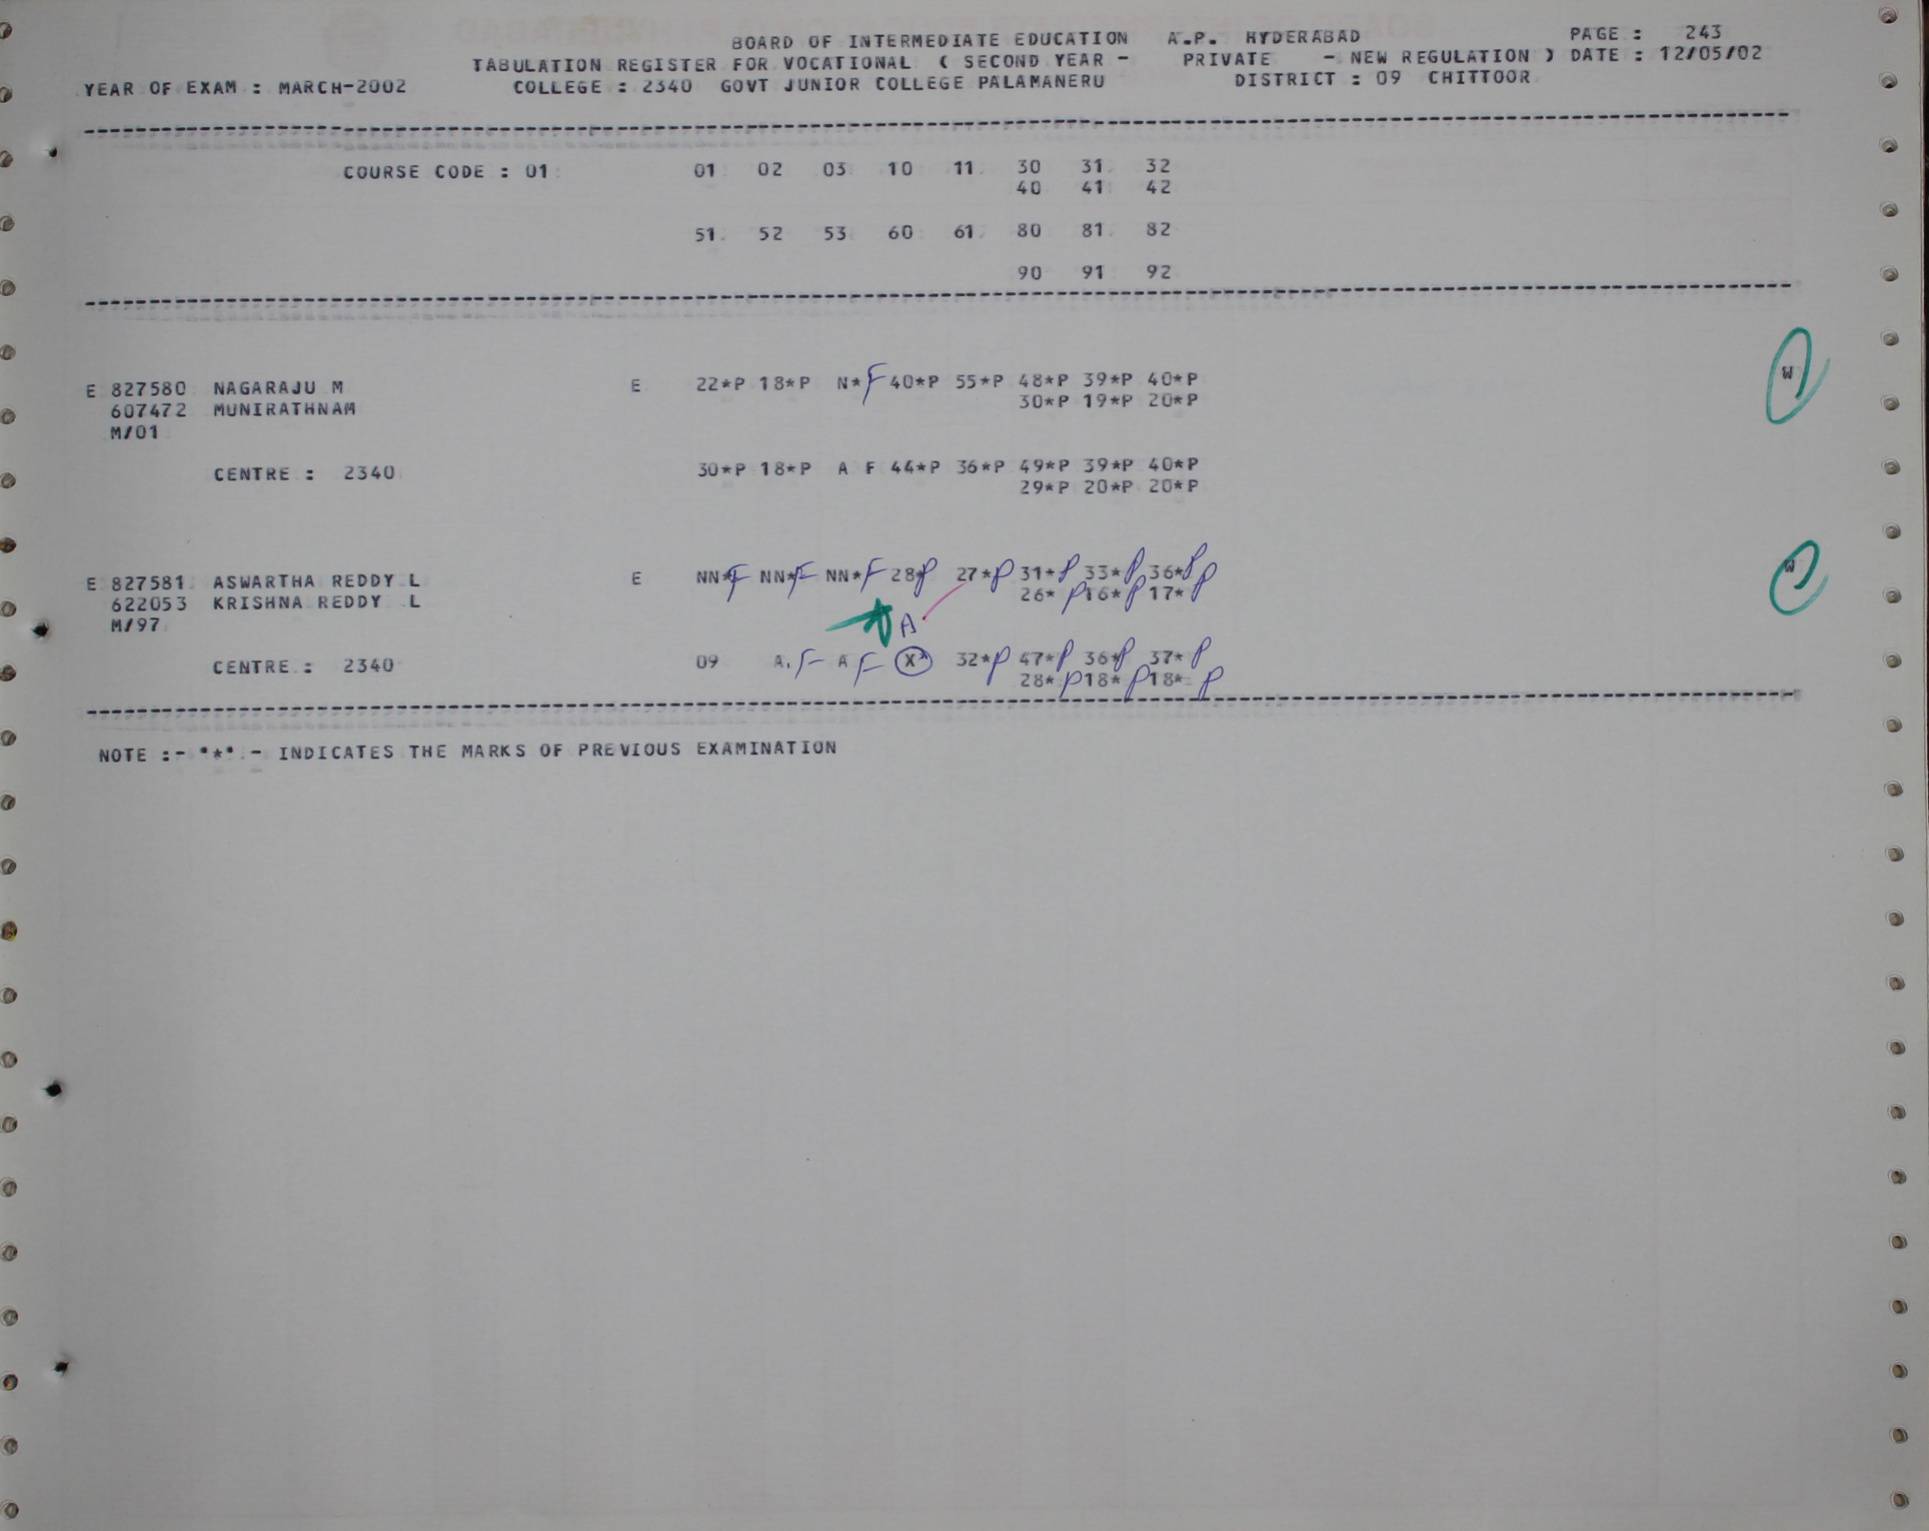 BOARD OF INTERMEDIATE EDUCATION A.P. HYDERABAD PAGE : 243
TABULATION REGISTER FOR VOCATIONAL ( SECOND YEAR - PRIVATE - NEW REGULATION ) DATE : 12/05/02
YEAR OF EXAM : MARCH-2002 COLLEGE : 2340 GOVT JUNIOR COLLEGE PALAMANERU DISTRICT : 09 CHITTOOR
COURSE CODE : 01 01 02 03 10 11 30 31 32
40 41 42
51 52 53 60 61 80 81 82
90 91 92
E 827580 NAGARAJU M E 22*P 18*P N*F 40*P 55*P 48*P 39*P 40*P W
607472 MUNIRATHNAM 30*P 19*P 20*P
M/01
CENTRE : 2340 30*P 18*P A F 44*P 36*P 49*P 39*P 40*P
29*P 20*P 20*P
E 827581 ASWARTHA REDDY L E NN*F NN*F NN*F 28*P 27*P 31*P 33*P 36*P W
622053 KRISHNA REDDY L 26*P 16*P 17*P
M/97 A
CENTRE : 2340 09 A F A F X* 32*P 47*P 36*P 37*P
28*P 18*P 18*P
NOTE :- "*" - INDICATES THE MARKS OF PREVIOUS EXAMINATION